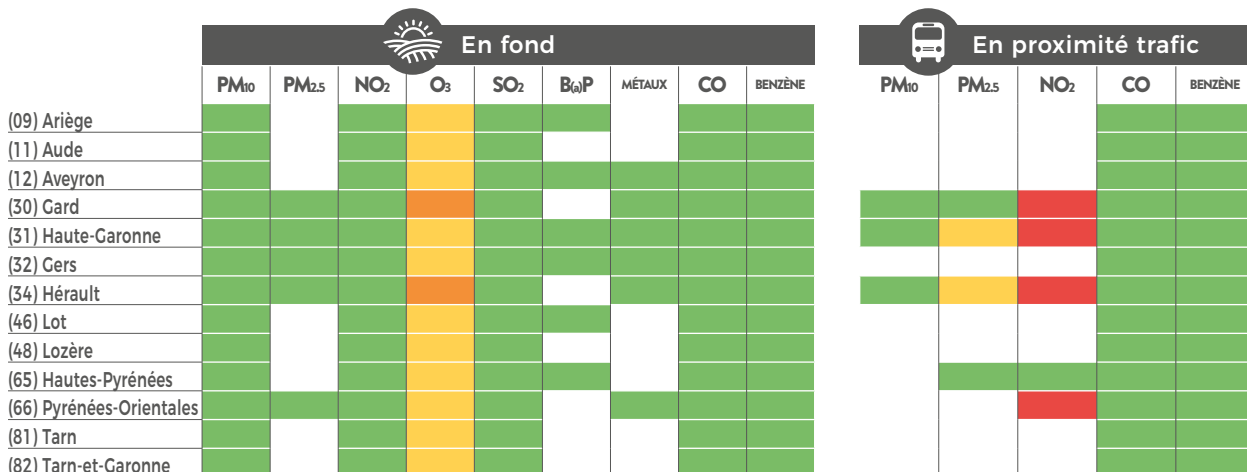 En fond
En proximité trafic
PM10 PM2.5 NO2 O3 SO2 B(a)P MÉTAUX CO BENZÈNE PM10 PM2.5 NO2 CO BENZÈNE
(09) Ariège
(11) Aude
(12) Aveyron
(30) Gard
(31) Haute-Garonne
(32) Gers
(34) Hérault
(46) Lot
(48) Lozère
(65) Hautes-Pyrénées
(66) Pyrénées-Orientales
(81) Tarn
(82) Tarn-et-Garonne